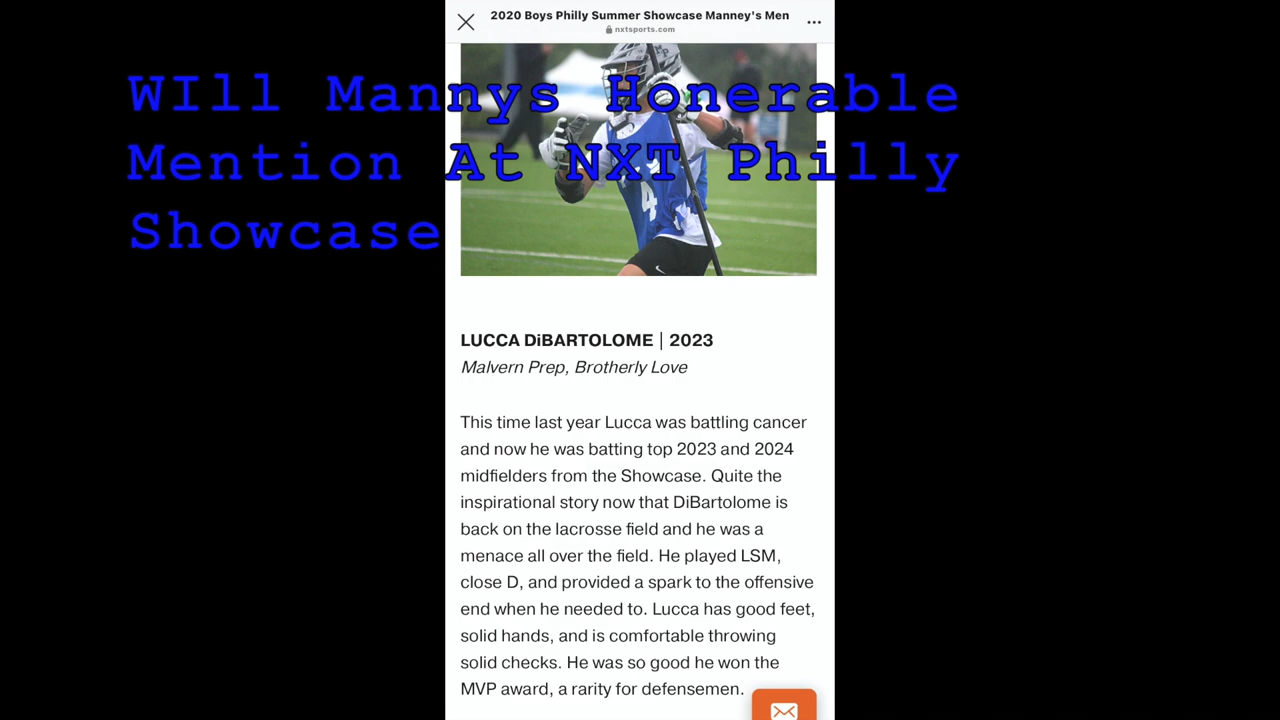 2020 Boys Philly Summer Showcase Manney's Men
nxtsports.com
WIll Mannys Honerable
Mention At NXT Philly
Showcase
4
LUCCA DiBARTOLOME | 2023
Malvern Prep, Brotherly Love
This time last year Lucca was battling cancer
and now he was batting top 2023 and 2024
midfielders from the Showcase. Quite the
inspirational story now that DiBartolome is
back on the lacrosse field and he was a
menace all over the field. He played LSM,
close D, and provided a spark to the offensive
end when he needed to. Lucca has good feet,
solid hands, and is comfortable throwing
solid checks. He was so good he won the
MVP award, a rarity for defensemen.